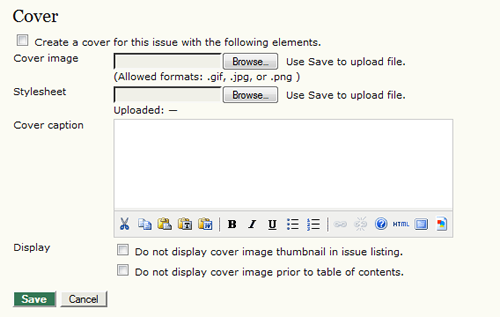 Cover
Create a cover for this issue with the following elements.
Cover image Browse... Use Save to upload file.
(Allowed formats: .gif, .jpg, or .png )
Stylesheet Browse... Use Save to upload file.
Uploaded: —
Cover caption
B I U HTML
Display Do not display cover image thumbnail in issue listing.
Do not display cover image prior to table of contents.
Save Cancel